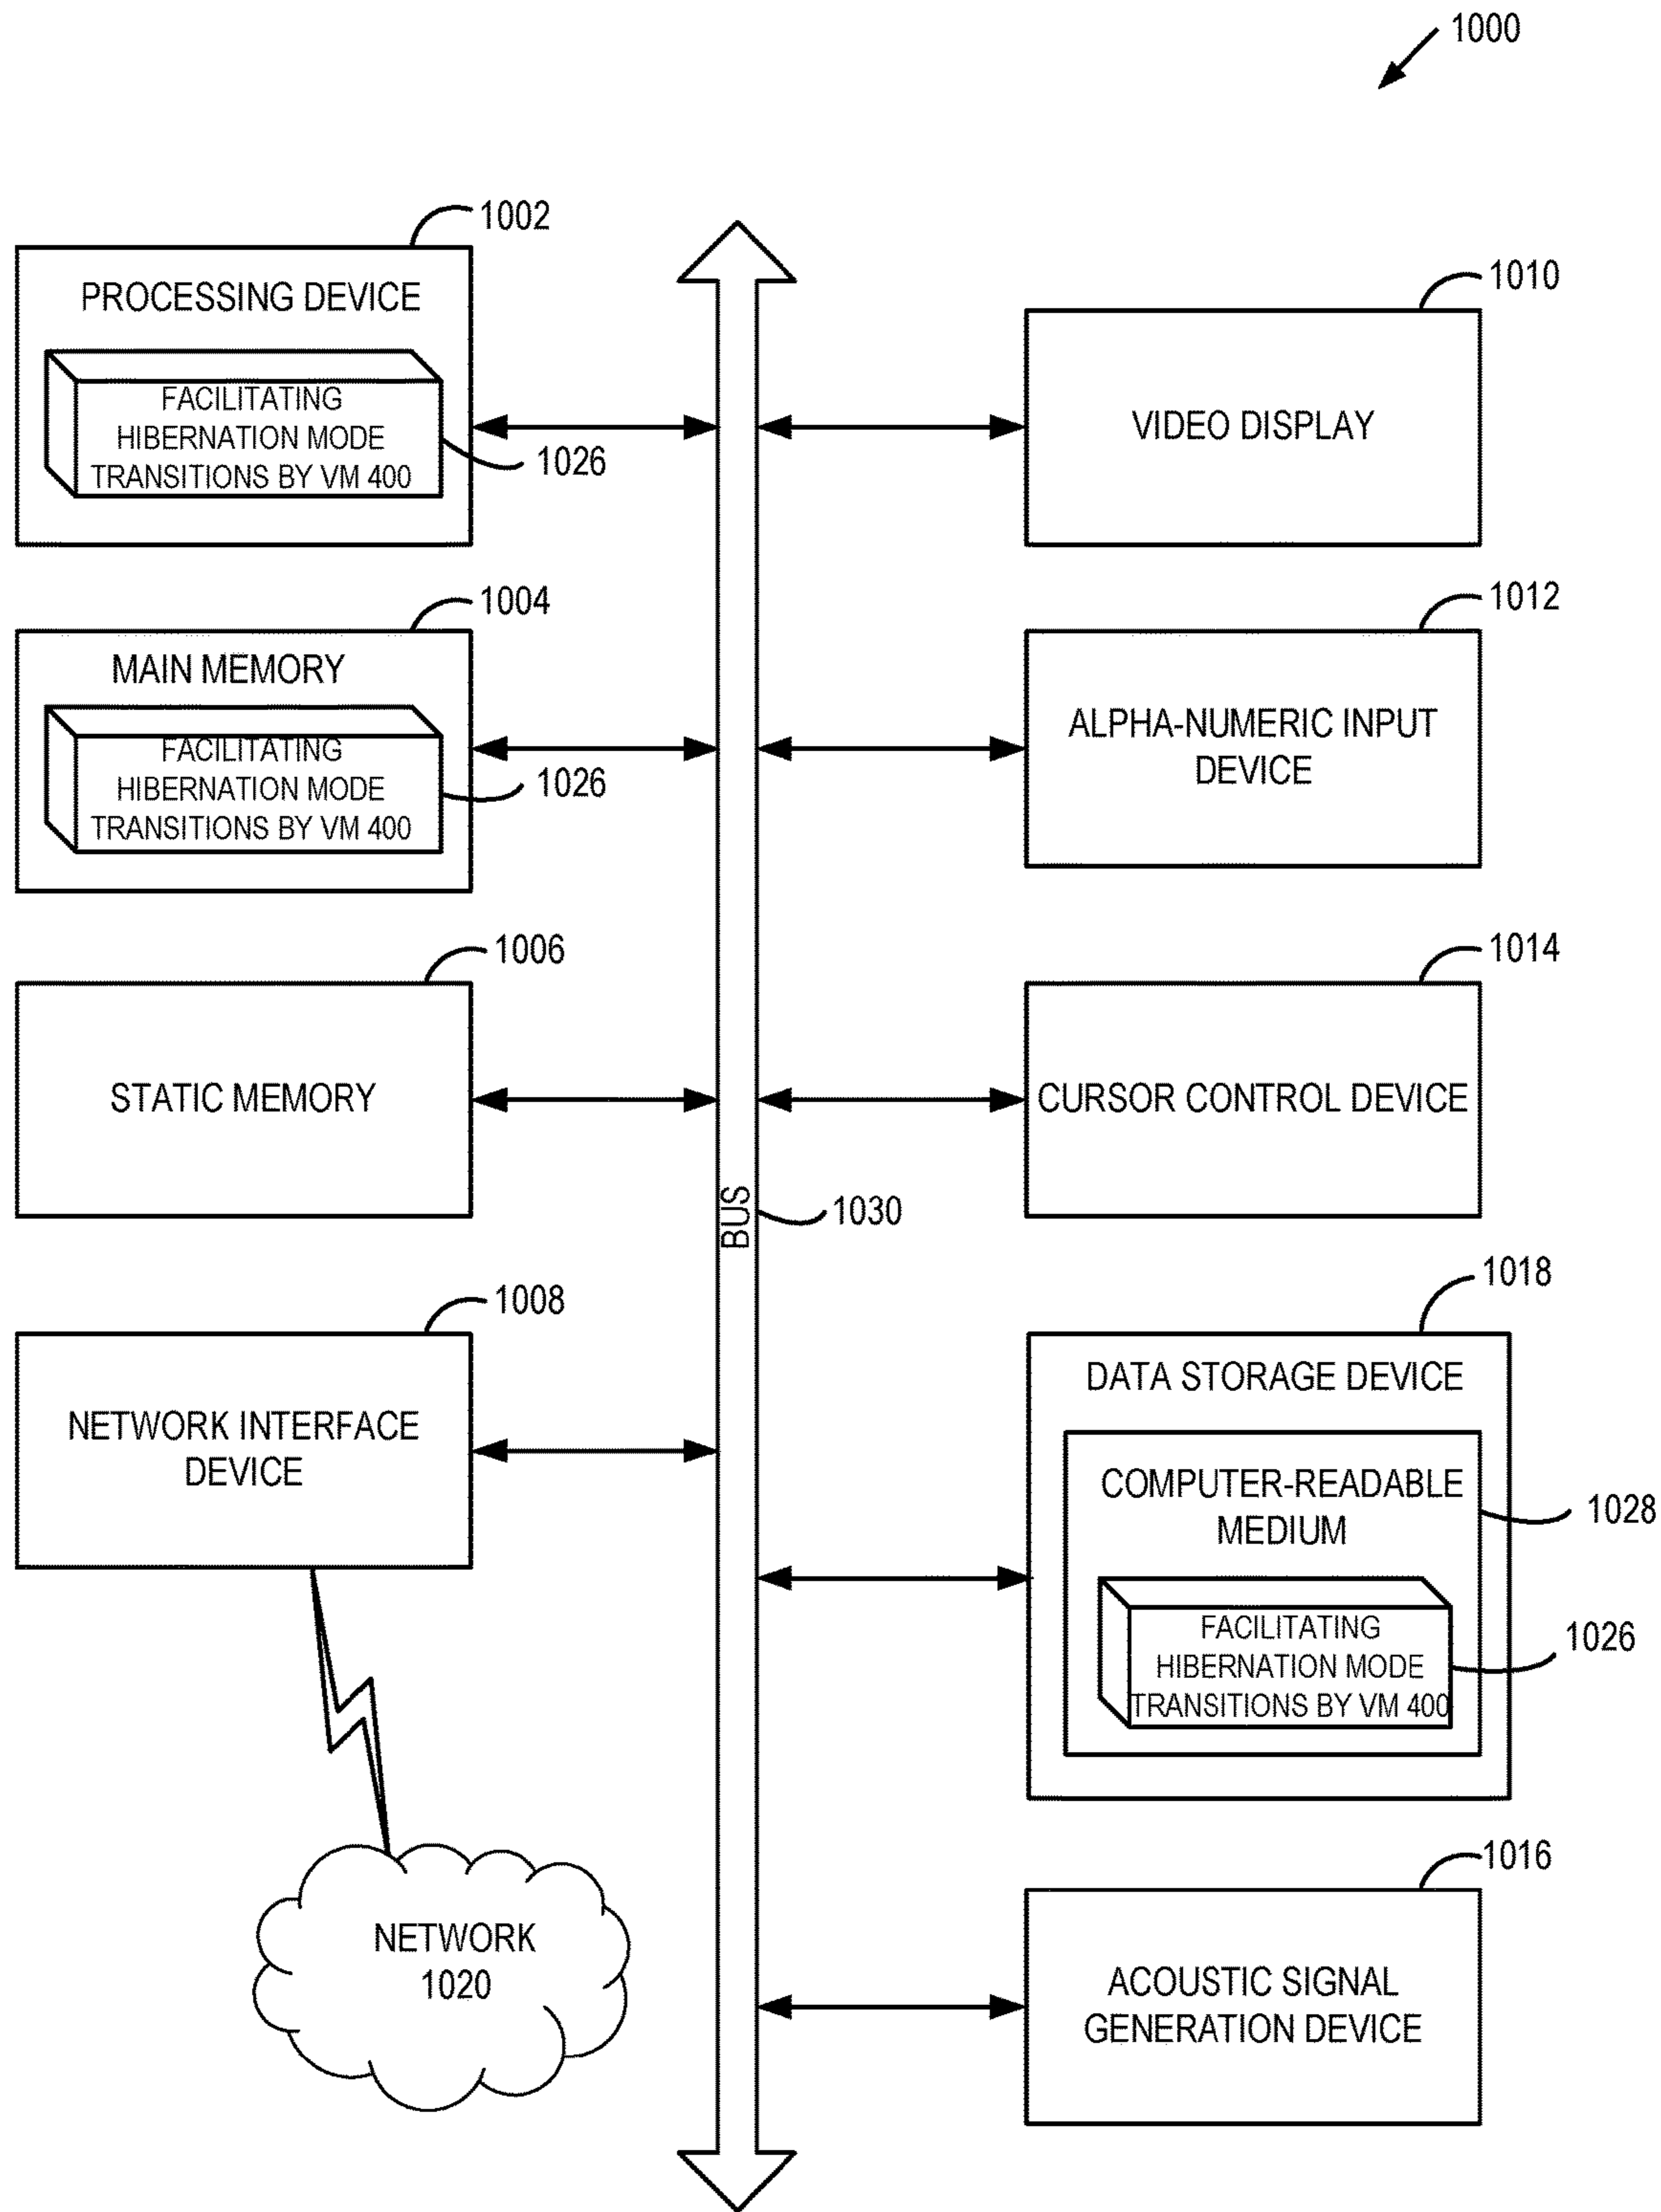 1000
1002
PROCESSING DEVICE
FACILITATING
HIBERNATION MODE
TRANSITIONS BY VM 400
1026
1004
MAIN MEMORY
FACILITATING
HIBERNATION MODE
TRANSITIONS BY VM 400
1026
1006
STATIC MEMORY
1008
NETWORK INTERFACE
DEVICE
NETWORK
1020
BUS
1030
1010
VIDEO DISPLAY
1012
ALPHA-NUMERIC INPUT
DEVICE
1014
CURSOR CONTROL DEVICE
1018
DATA STORAGE DEVICE
COMPUTER-READABLE
MEDIUM
1028
FACILITATING
HIBERNATION MODE
TRANSITIONS BY VM 400
1026
1016
ACOUSTIC SIGNAL
GENERATION DEVICE